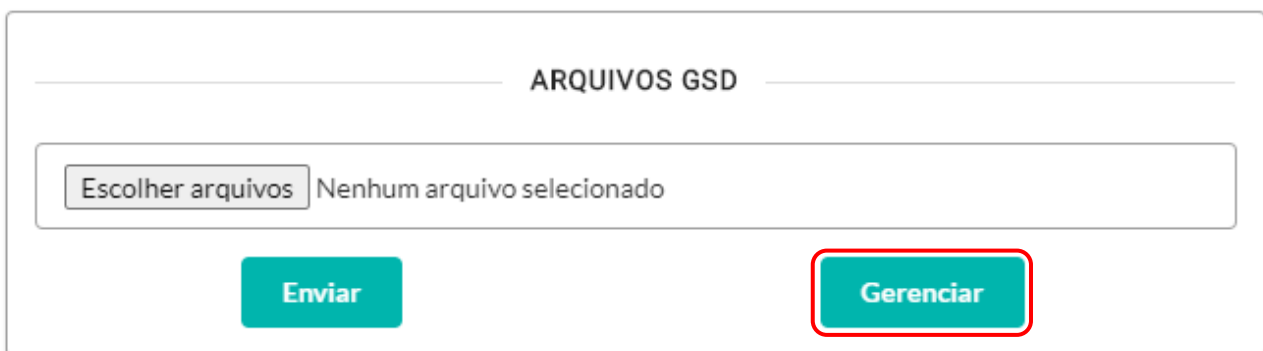 ARQUIVOS GSD
Escolher arquivos Nenhum arquivo selecionado
Enviar Gerenciar